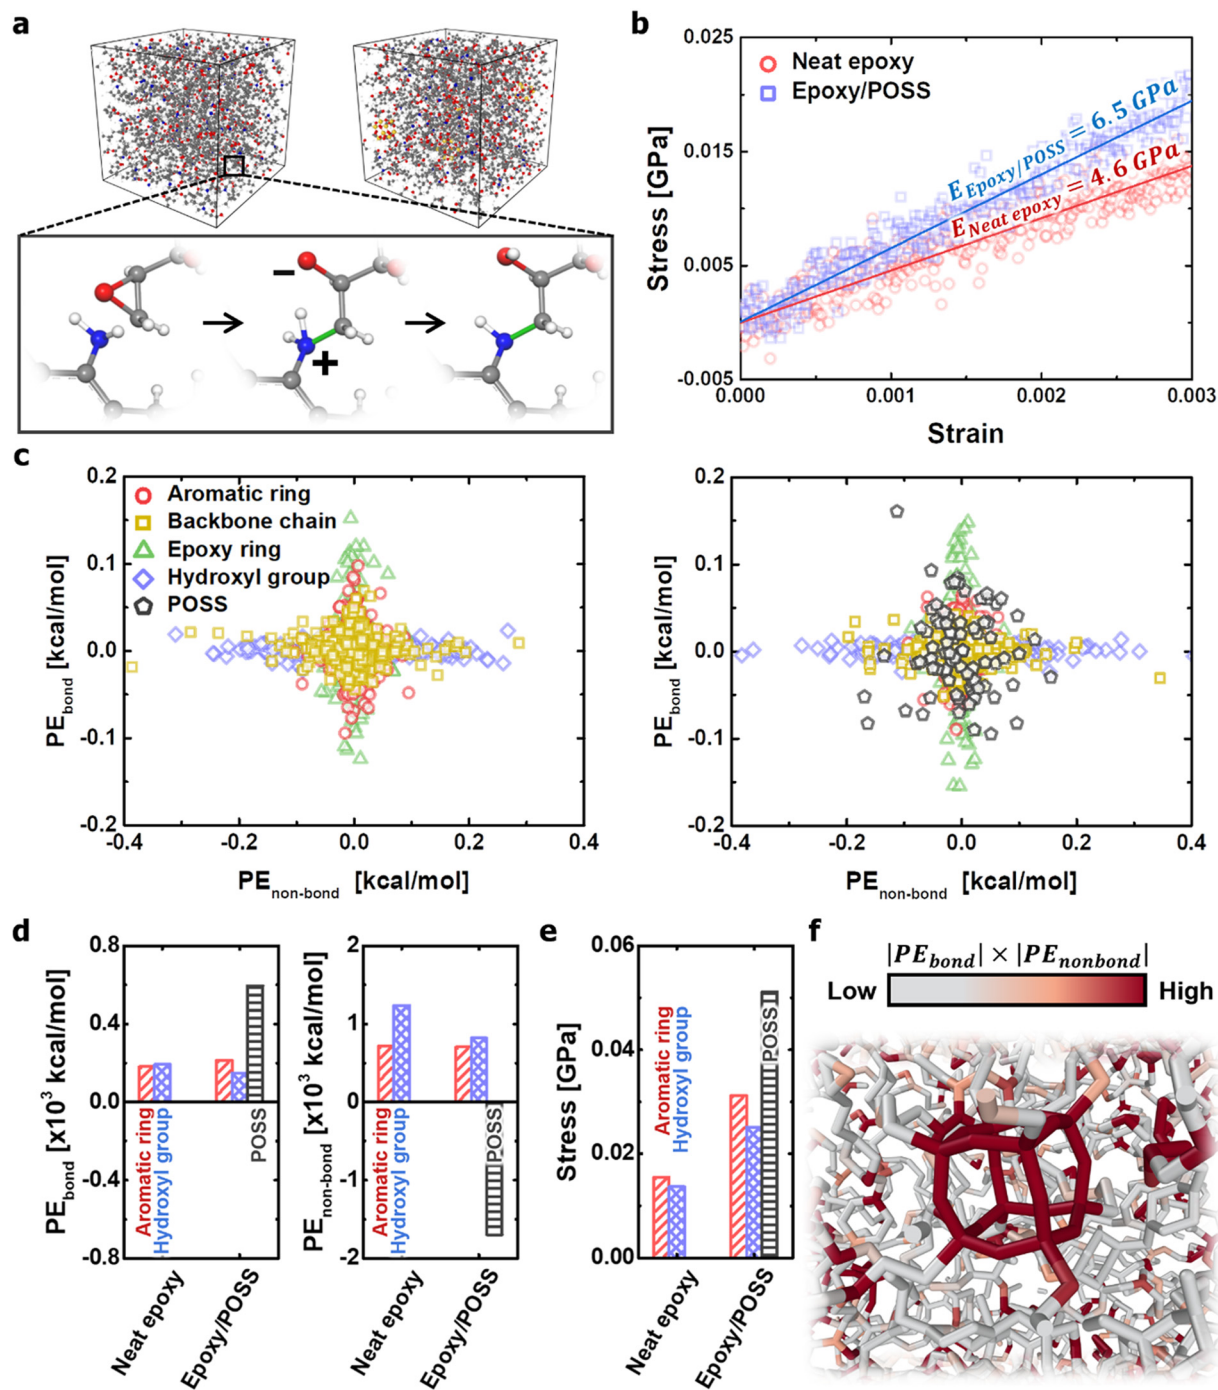 a
−
+
b
Stress [GPa]
0.025
0.015
0.005
-0.005
Neat epoxy
Epoxy/POSS
E_Epoxy/POSS = 6.5 GPa
E_Neat epoxy = 4.6 GPa
0.000 0.001 0.002 0.003
Strain
c
PE_bond [kcal/mol]
0.2
0.1
0.0
-0.1
-0.2
Aromatic ring
Backbone chain
Epoxy ring
Hydroxyl group
POSS
-0.4 -0.2 0.0 0.2 0.4
PE_non-bond [kcal/mol]
PE_bond [kcal/mol]
0.2
0.1
0.0
-0.1
-0.2
-0.4 -0.2 0.0 0.2 0.4
PE_non-bond [kcal/mol]
d
PE_bond [x10³ kcal/mol]
0.8
0.4
0.0
-0.4
-0.8
Aromatic ring
Hydroxyl group
POSS
Neat epoxy
Epoxy/POSS
PE_non-bond [x10³ kcal/mol]
2
1
0
-1
-2
Aromatic ring
Hydroxyl group
POSS
Neat epoxy
Epoxy/POSS
e
Stress [GPa]
0.06
0.04
0.02
0.00
Aromatic ring
Hydroxyl group
POSS
Neat epoxy
Epoxy/POSS
f
|PE_bond| × |PE_nonbond|
Low High